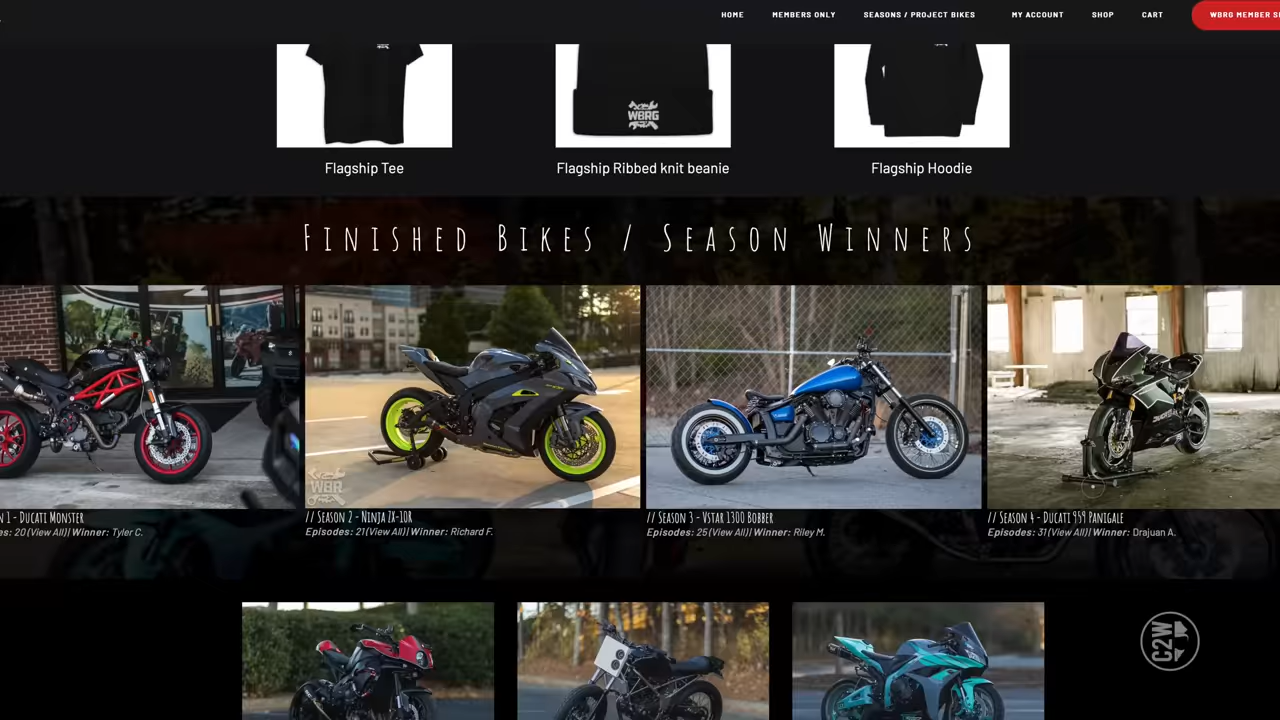 HOME MEMBERS ONLY SEASONS / PROJECT BIKES MY ACCOUNT SHOP CART WBRG MEMBER
WBRG
Flagship Tee
Flagship Ribbed knit beanie
Flagship Hoodie
Finished Bikes / Season Winners
1 - Ducati Monster
20 (View All) | Winner: Tyler C.
// Season 2 - Ninja ZX-10R
Episodes: 21 (View All) | Winner: Richard F.
// Season 3 - Vstar 1300 Bobber
Episodes: 25 (View All) | Winner: Riley M.
// Season 4 - Ducati 959 Panigale
Episodes: 31 (View All) | Winner: Drajuan A.
C2W